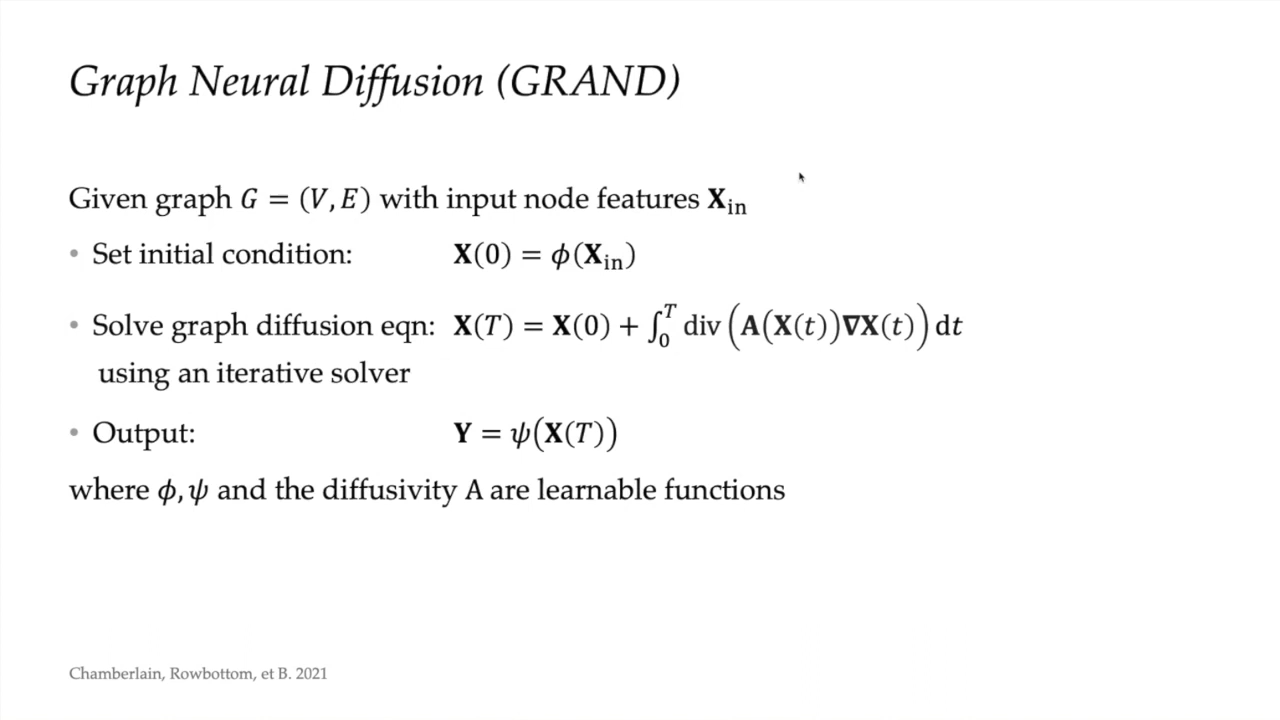 Graph Neural Diffusion (GRAND)
Given graph G = (V, E) with input node features X_in
• Set initial condition: X(0) = ϕ(X_in)
• Solve graph diffusion eqn: X(T) = X(0) + ∫_0^T div(A(X(t))∇X(t)) dt
using an iterative solver
• Output: Y = ψ(X(T))
where ϕ, ψ and the diffusivity A are learnable functions
Chamberlain, Rowbottom, et B. 2021